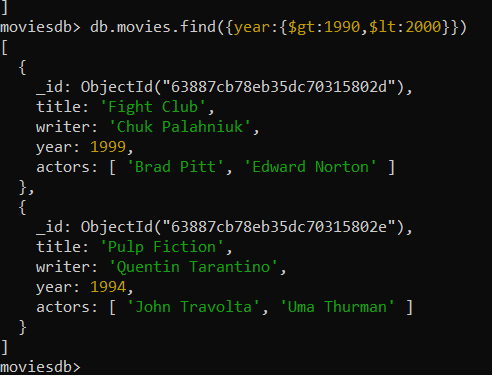 ]
moviesdb> db.movies.find({year:{$gt:1990,$lt:2000}})
[
  {
    _id: ObjectId("63887cb78eb35dc70315802d"),
    title: 'Fight Club',
    writer: 'Chuk Palahniuk',
    year: 1999,
    actors: [ 'Brad Pitt', 'Edward Norton' ]
  },
  {
    _id: ObjectId("63887cb78eb35dc70315802e"),
    title: 'Pulp Fiction',
    writer: 'Quentin Tarantino',
    year: 1994,
    actors: [ 'John Travolta', 'Uma Thurman' ]
  }
]
moviesdb>